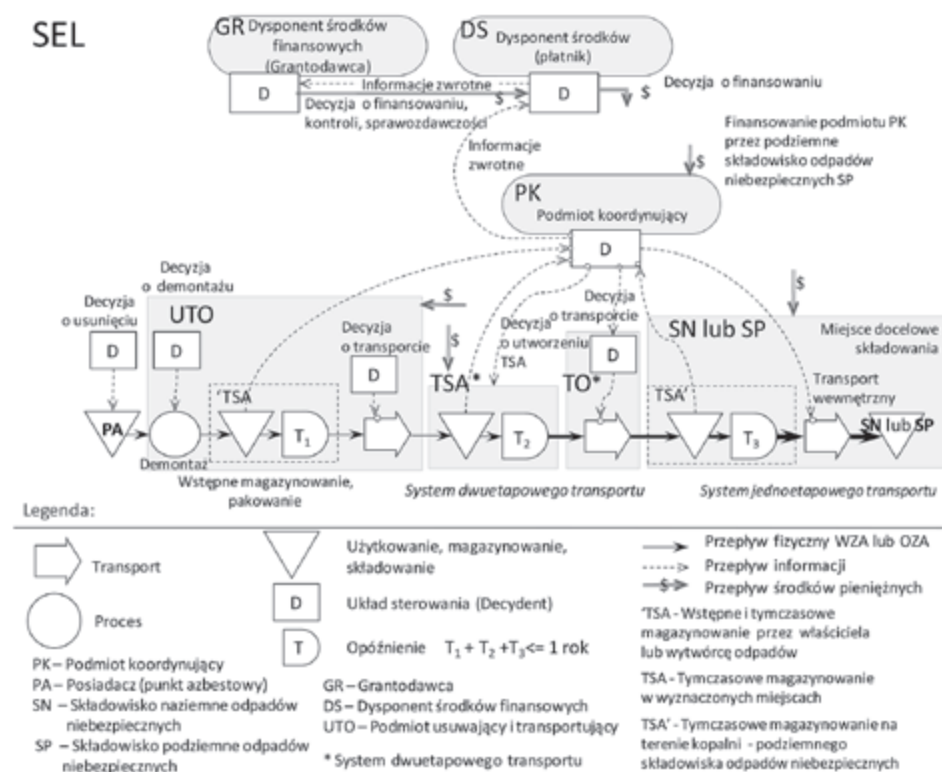 SEL
GR Dysponent środków
finansowych
(Grantodawca)
DS
Dysponent środków
(płatnik)
D
Informacje zwrotne
$
D
$
Decyzja o finansowaniu
Decyzja o finansowaniu,
kontroli, sprawozdawczości
Informacje
zwrotne
Finansowanie podmiotu PK
przez podziemne
składowisko odpadów
niebezpiecznych SP
$
PK
Podmiot koordynujący
D
Decyzja
o demontażu
Decyzja
o usunięciu
D
D
UTO
$
Decyzja
o transporcie
D
$
Decyzja
o utworzeniu
TSA
Decyzja
o transporcie
D
$
SN lub SP
Miejsce docelowe
składowania
TSA*
TO*
'TSA
TSA'
Transport
wewnętrzny
PA
T1
T2
T3
SN lub SP
Demontaż
Wstępne magazynowanie,
pakowanie
System dwuetapowego transportu
System jednoetapowego transportu
Legenda:
Transport
Proces
Użytkowanie, magazynowanie,
składowanie
D
Układ sterowania (Decydent)
T
Opóźnienie T1 + T2 +T3<= 1 rok
Przepływ fizyczny WZA lub OZA
Przepływ informacji
$
Przepływ środków pieniężnych
'TSA - Wstępne i tymczasowe
magazynowanie przez właściciela
lub wytwórcę odpadów
TSA - Tymczasowe magazynowanie
w wyznaczonych miejscach
TSA' - Tymczasowe magazynowanie na
terenie kopalni - podziemnego
składowiska odpadów niebezpiecznych
PK – Podmiot koordynujący
PA – Posiadacz (punkt azbestowy)
SN – Składowisko naziemne odpadów
niebezpiecznych
SP – Składowisko podziemne odpadów
niebezpiecznych
GR – Grantodawca
DS – Dysponent środków finansowych
UTO – Podmiot usuwający i transportujący
* System dwuetapowego transportu